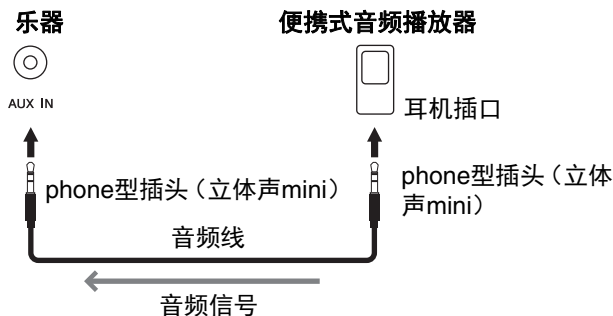 乐器
便携式音频播放器
AUX IN
耳机插口
phone型插头（立体声mini）
phone型插头（立体
声mini）
音频线
音频信号